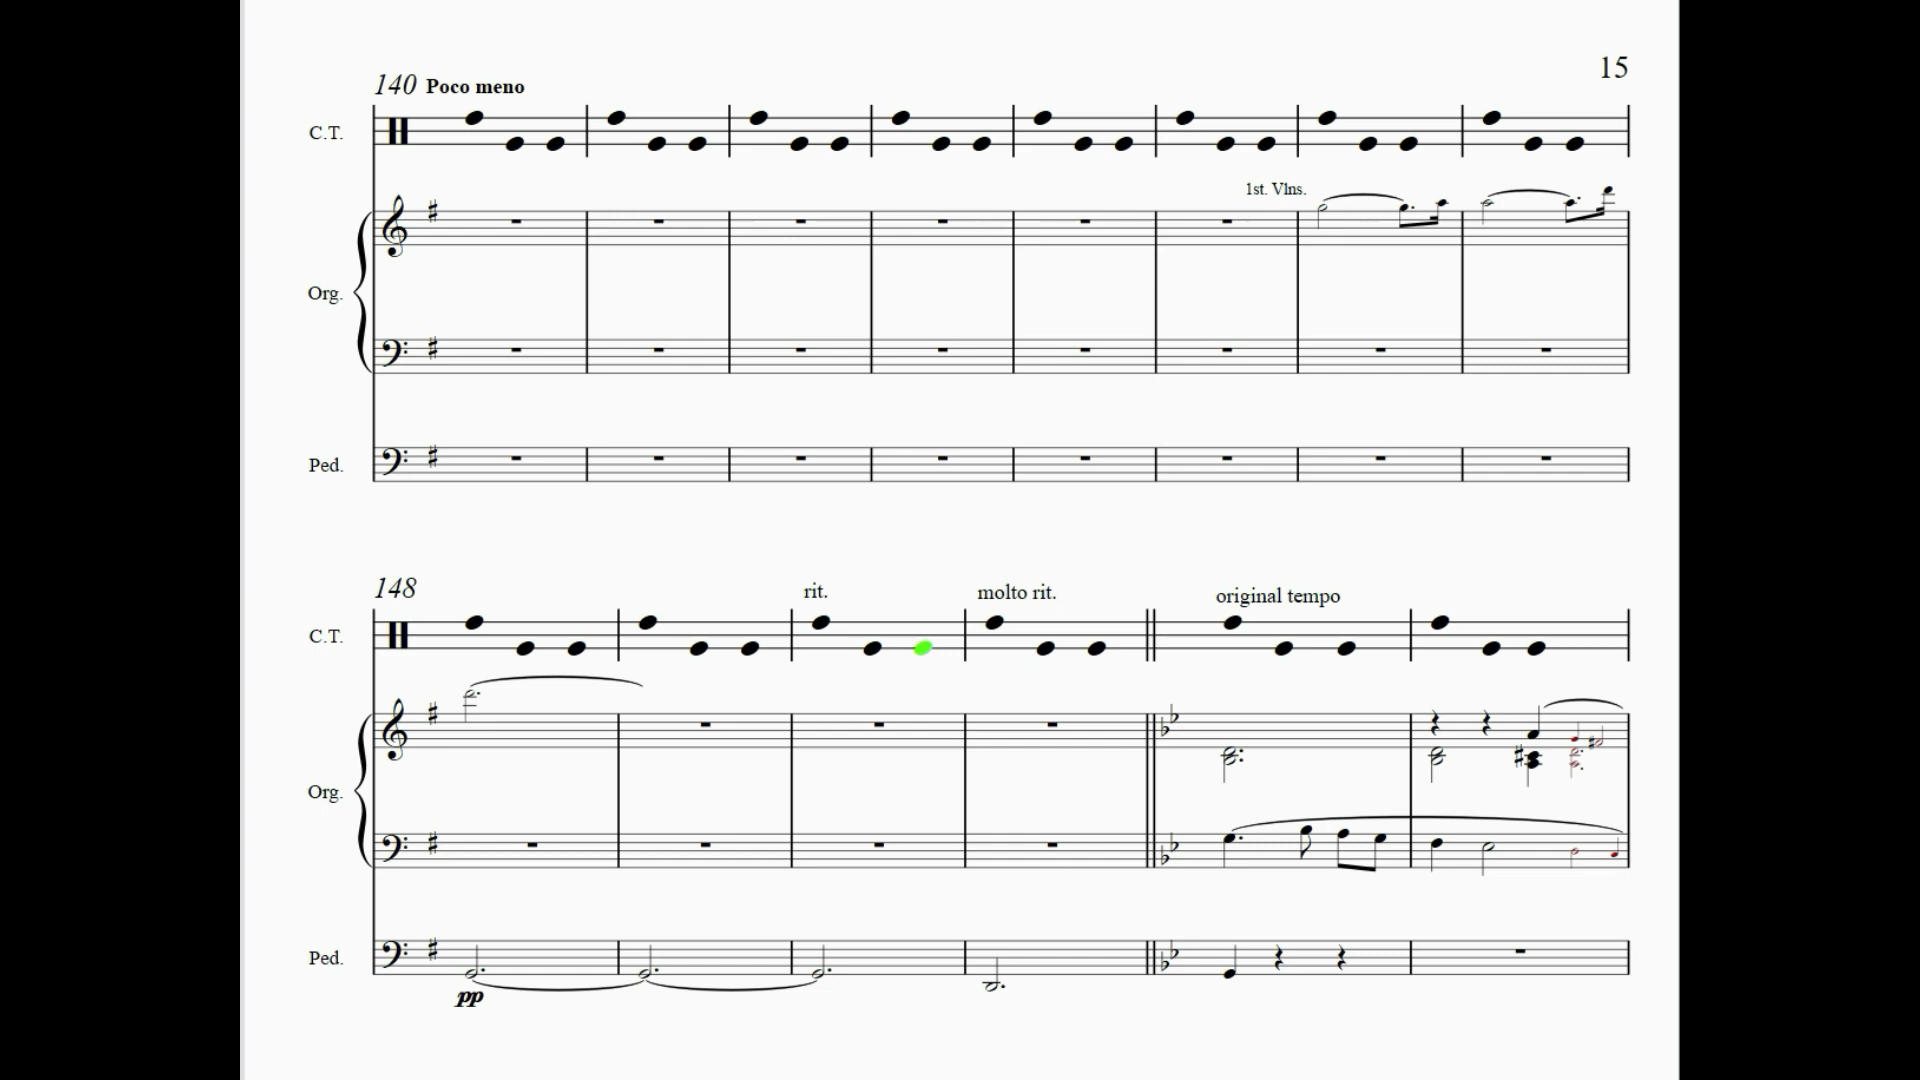 15
140 Poco meno
C.T.
1st. Vlns.
Org.
Ped.
148
rit.
molto rit.
original tempo
C.T.
Org.
Ped.
pp